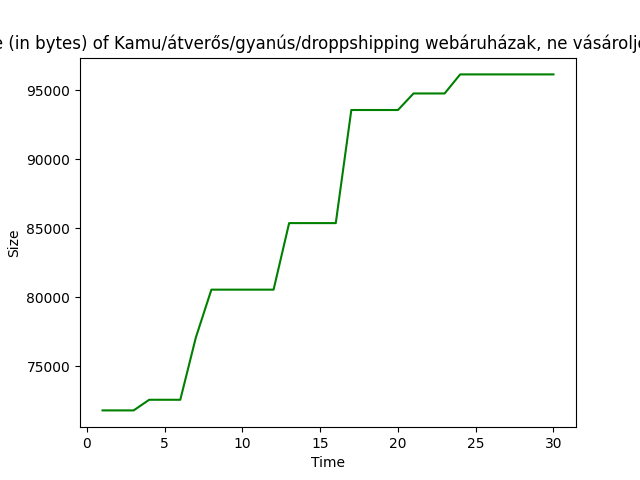 e (in bytes) of Kamu/átverős/gyanús/droppshipping webáruházak, ne vásárolj
95000
90000
85000
80000
75000
Size
0 5 10 15 20 25 30
Time